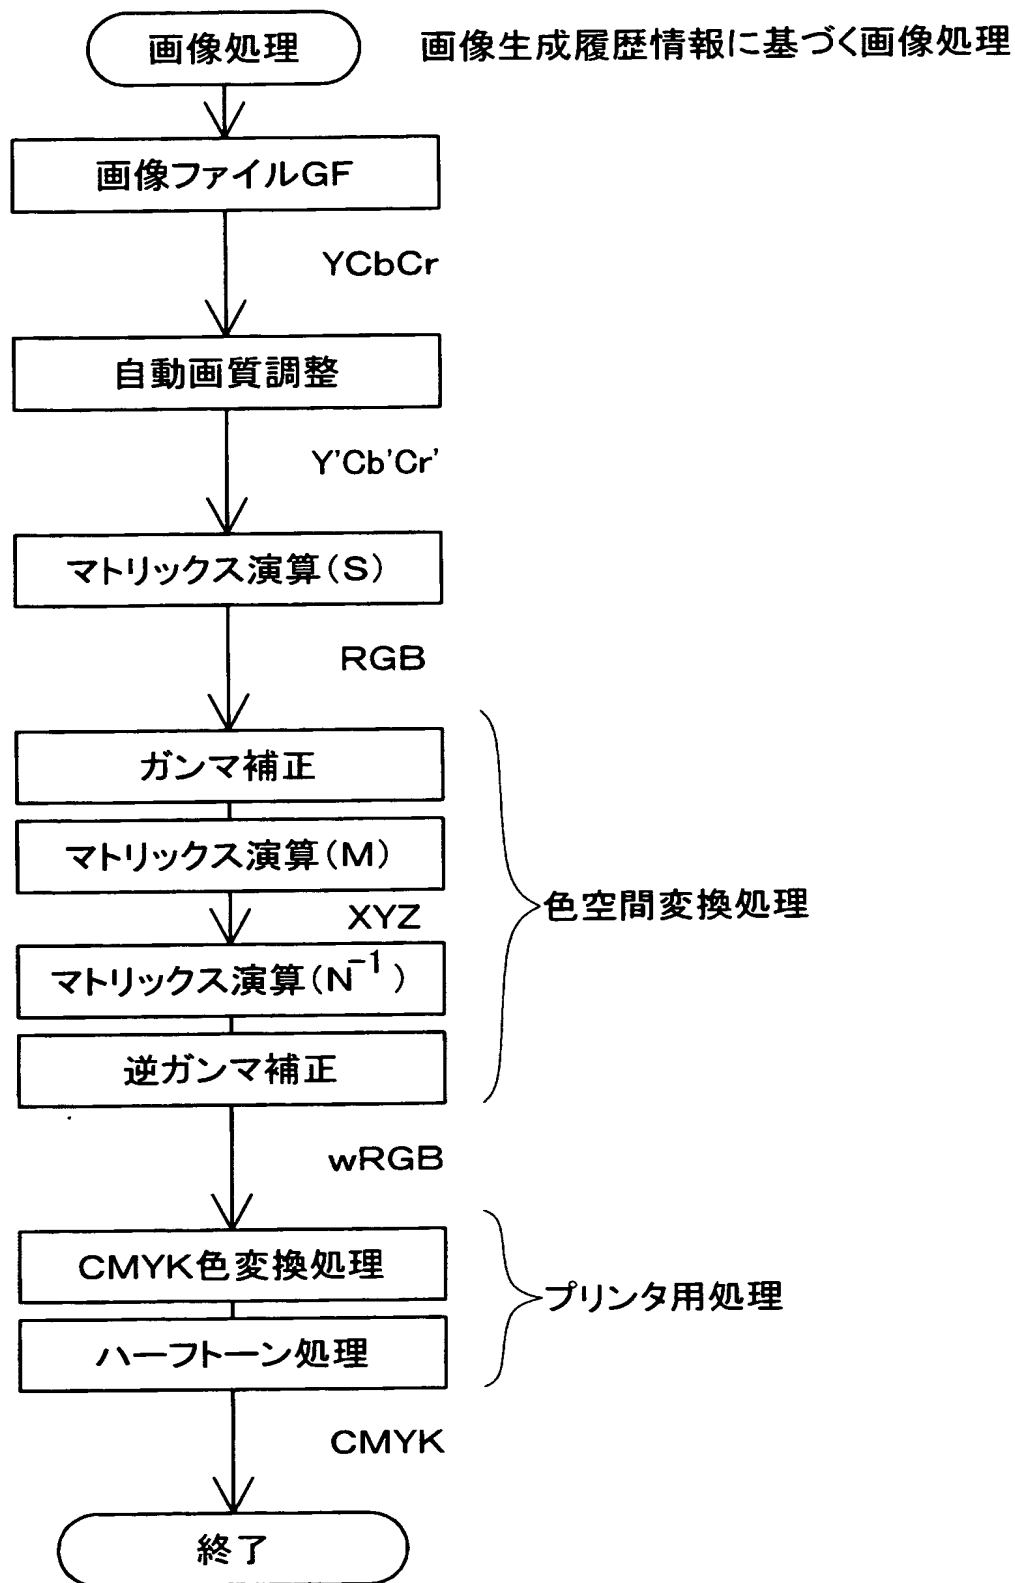 画像処理
画像生成履歴情報に基づく画像処理
画像ファイルGF
YCbCr
自動画質調整
Y'Cb'Cr'
マトリックス演算(S)
RGB
ガンマ補正
マトリックス演算(M)
XYZ
色空間変換処理
マトリックス演算(N⁻¹)
逆ガンマ補正
wRGB
CMYK色変換処理
プリンタ用処理
ハーフトーン処理
CMYK
終了